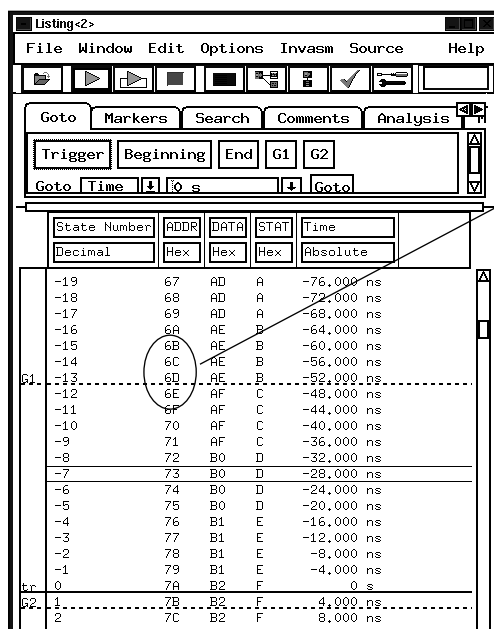 Listing<2>
File Window Edit Options Invasm Source Help
Goto Markers Search Comments Analysis
Trigger Beginning End G1 G2
Goto Time 0 s Goto
State Number ADDR DATA STAT Time
Decimal Hex Hex Hex Absolute
-19 67 AD A -76.000 ns
-18 68 AD A -72.000 ns
-17 69 AD A -68.000 ns
-16 6A AE B -64.000 ns
-15 6B AE B -60.000 ns
-14 6C AE B -56.000 ns
G1 -13 6D AE B -52.000 ns
-12 6E AF C -48.000 ns
-11 6F AF C -44.000 ns
-10 70 AF C -40.000 ns
-9 71 AF C -36.000 ns
-8 72 B0 D -32.000 ns
-7 73 B0 D -28.000 ns
-6 74 B0 D -24.000 ns
-5 75 B0 D -20.000 ns
-4 76 B1 E -16.000 ns
-3 77 B1 E -12.000 ns
-2 78 B1 E -8.000 ns
-1 79 B1 E -4.000 ns
tr 0 7A B2 F 0 s
G2 1 7B B2 F 4.000 ns
2 7C B2 F 8.000 ns